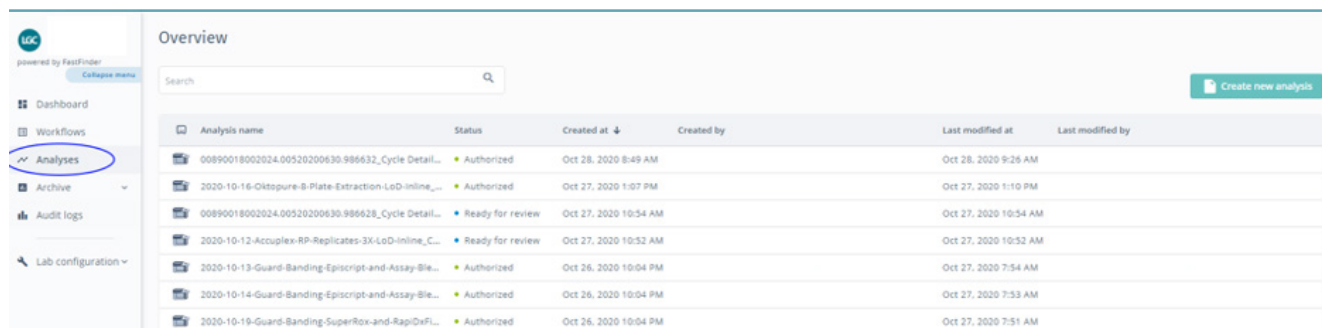 LGC
Overview
powered by FastFinder
Collapse menu
Search
Create new analysis
Dashboard
Workflows
Analyses
Archive
Audit logs
Lab configuration
Analysis name Status Created at Created by Last modified at Last modified by
00890018002024.00520200630.986632_Cycle Detail... Authorized Oct 28, 2020 8:49 AM Oct 28, 2020 9:26 AM
2020-10-16-Oktopure-8-Plate-Extraction-LoD-Inline_... Authorized Oct 27, 2020 1:07 PM Oct 27, 2020 1:10 PM
00890018002024.00520200630.986628_Cycle Detail... Ready for review Oct 27, 2020 10:54 AM Oct 27, 2020 10:54 AM
2020-10-12-Accuplex-RP-Replicates-3X-LoD-Inline_C... Ready for review Oct 27, 2020 10:52 AM Oct 27, 2020 10:52 AM
2020-10-13-Guard-Banding-Episcript-and-Assay-Ble... Authorized Oct 26, 2020 10:04 PM Oct 27, 2020 7:54 AM
2020-10-14-Guard-Banding-Episcript-and-Assay-Ble... Authorized Oct 26, 2020 10:04 PM Oct 27, 2020 7:53 AM
2020-10-19-Guard-Banding-SuperRox-and-RapiDxFi... Authorized Oct 26, 2020 10:04 PM Oct 27, 2020 7:51 AM